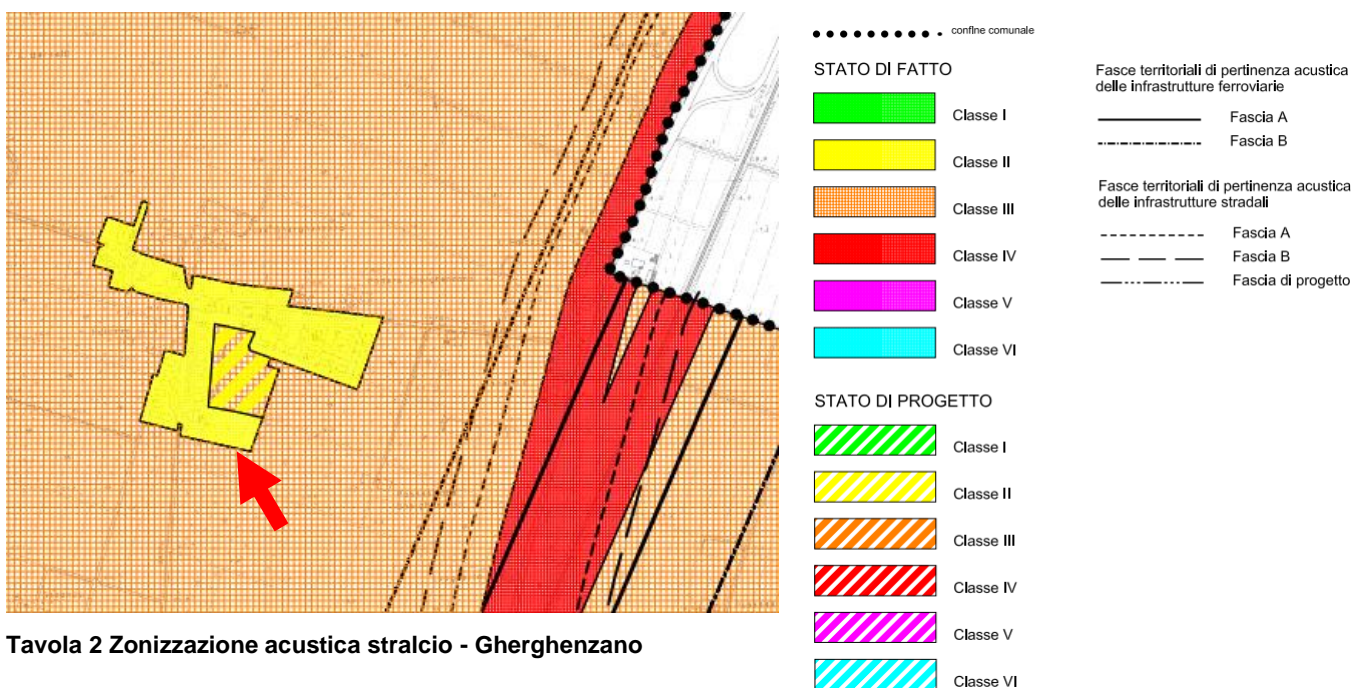 confine comunale
STATO DI FATTO
Classe I
Classe II
Classe III
Classe IV
Classe V
Classe VI
STATO DI PROGETTO
Classe I
Classe II
Classe III
Classe IV
Classe V
Classe VI
Fasce territoriali di pertinenza acustica
delle infrastrutture ferroviarie
Fascia A
Fascia B
Fasce territoriali di pertinenza acustica
delle infrastrutture stradali
Fascia A
Fascia B
Fascia di progetto
Tavola 2 Zonizzazione acustica stralcio - Gherghenzano